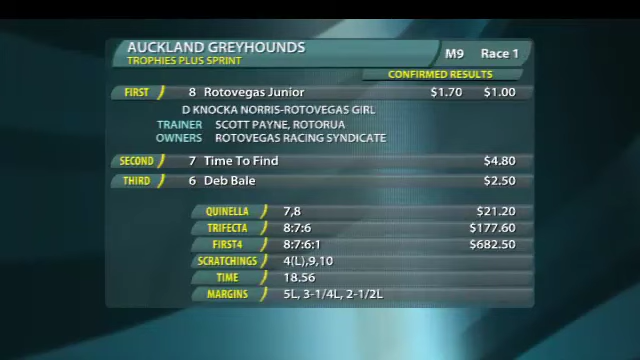 AUCKLAND GREYHOUNDS
TROPHIES PLUS SPRINT
M9 Race 1
CONFIRMED RESULTS
FIRST 8 Rotovegas Junior $1.70 $1.00
D KNOCKA NORRIS-ROTOVEGAS GIRL
TRAINER SCOTT PAYNE, ROTORUA
OWNERS ROTOVEGAS RACING SYNDICATE
SECOND 7 Time To Find $4.80
THIRD 6 Deb Bale $2.50
QUINELLA 7,8 $21.20
TRIFECTA 8:7:6 $177.60
FIRST4 8:7:6:1 $682.50
SCRATCHINGS 4(L),9,10
TIME 18.56
MARGINS 5L, 3-1/4L, 2-1/2L